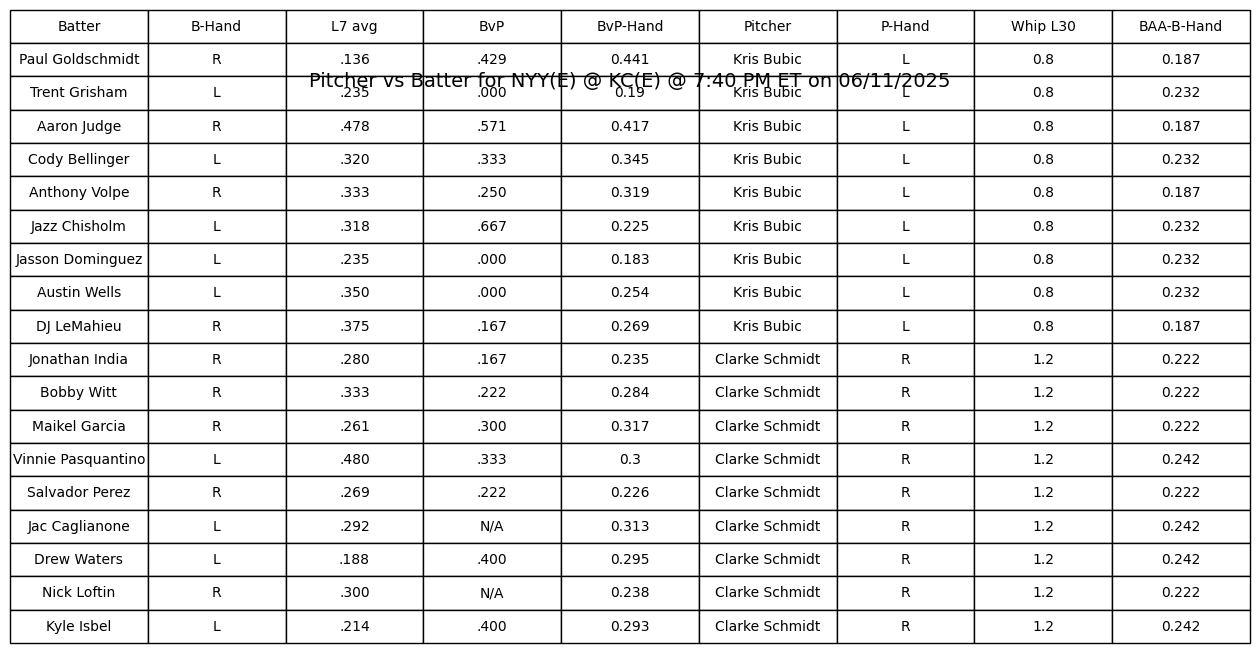 Batter B-Hand L7 avg BvP BvP-Hand Pitcher P-Hand Whip L30 BAA-B-Hand
Paul Goldschmidt R .136 .429 0.441 Kris Bubic L 0.8 0.187
Pitcher vs Batter for NYY(E) @ KC(E) @ 7:40 PM ET on 06/11/2025
Trent Grisham L .235 .000 0.19 Kris Bubic L 0.8 0.232
Aaron Judge R .478 .571 0.417 Kris Bubic L 0.8 0.187
Cody Bellinger L .320 .333 0.345 Kris Bubic L 0.8 0.232
Anthony Volpe R .333 .250 0.319 Kris Bubic L 0.8 0.187
Jazz Chisholm L .318 .667 0.225 Kris Bubic L 0.8 0.232
Jasson Dominguez L .235 .000 0.183 Kris Bubic L 0.8 0.232
Austin Wells L .350 .000 0.254 Kris Bubic L 0.8 0.232
DJ LeMahieu R .375 .167 0.269 Kris Bubic L 0.8 0.187
Jonathan India R .280 .167 0.235 Clarke Schmidt R 1.2 0.222
Bobby Witt R .333 .222 0.284 Clarke Schmidt R 1.2 0.222
Maikel Garcia R .261 .300 0.317 Clarke Schmidt R 1.2 0.222
Vinnie Pasquantino L .480 .333 0.3 Clarke Schmidt R 1.2 0.242
Salvador Perez R .269 .222 0.226 Clarke Schmidt R 1.2 0.222
Jac Caglianone L .292 N/A 0.313 Clarke Schmidt R 1.2 0.242
Drew Waters L .188 .400 0.295 Clarke Schmidt R 1.2 0.242
Nick Loftin R .300 N/A 0.238 Clarke Schmidt R 1.2 0.222
Kyle Isbel L .214 .400 0.293 Clarke Schmidt R 1.2 0.242